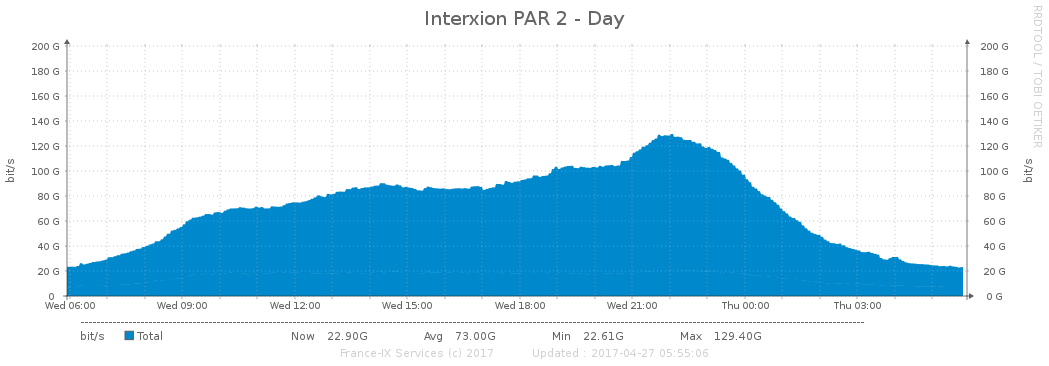 Interxion PAR 2 - Day
RRDTOOL / TOBI OETIKER
bit/s
200 G
180 G
160 G
140 G
120 G
100 G
80 G
60 G
40 G
20 G
0
200 G
180 G
160 G
140 G
120 G
100 G
80 G
60 G
40 G
20 G
0 G
bit/s
Wed 06:00 Wed 09:00 Wed 12:00 Wed 15:00 Wed 18:00 Wed 21:00 Thu 00:00 Thu 03:00
bit/s Total Now 22.90G Avg 73.00G Min 22.61G Max 129.40G
France-IX Services (c) 2017 Updated : 2017-04-27 05:55:06